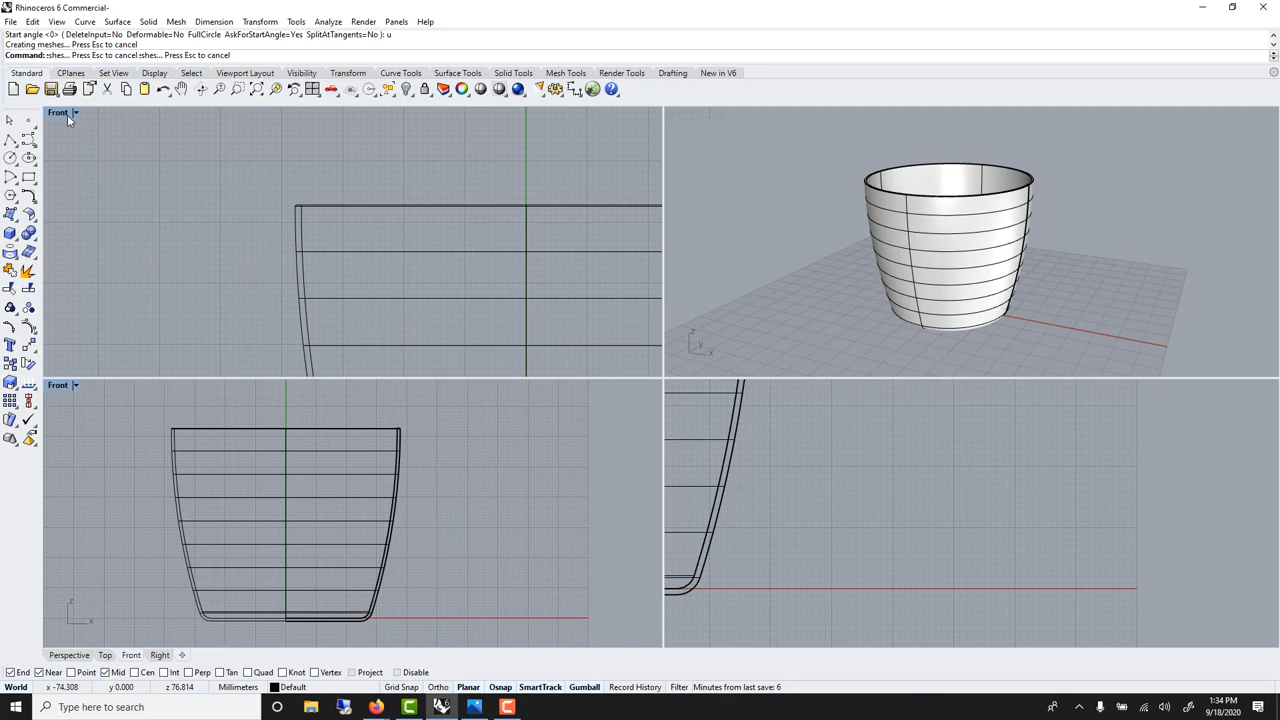 Rhinoceros 6 Commercial-
File Edit View Curve Surface Solid Mesh Dimension Transform Tools Analyze Render Panels Help
Start angle <0> ( DeleteInput=No Deformable=No FullCircle AskForStartAngle=Yes SplitAtTangents=No ): u
Creating meshes... Press Esc to cancel
Command: shes... Press Esc to cancel shes... Press Esc to cancel
Standard CPlanes Set View Display Select Viewport Layout Visibility Transform Curve Tools Surface Tools Solid Tools Mesh Tools Render Tools Drafting New in V6
Front
z
y
x
Front
z
x
Perspective Top Front Right
End Near Point Mid Cen Int Perp Tan Quad Knot Vertex Project Disable
World x -74.308 y 0.000 z 76.814 Millimeters Default Grid Snap Ortho Planar Osnap SmartTrack Gumball Record History Filter Minutes from last save: 6
Type here to search
1:34 PM
9/18/2020